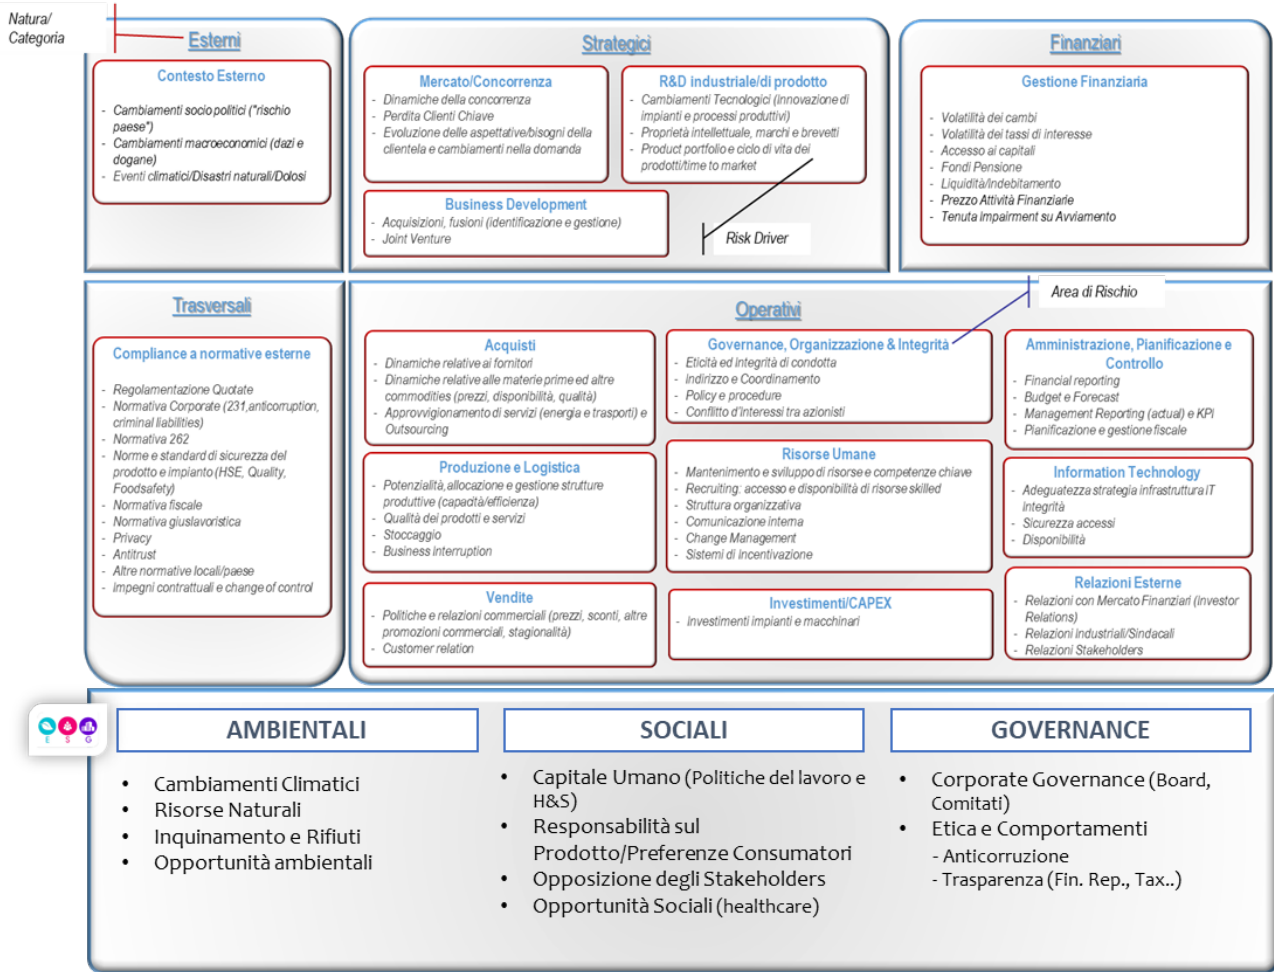 Natura/
Categoria
Esterni
Contesto Esterno
- Cambiamenti socio politici ("rischio
paese")
- Cambiamenti macroeconomici (dazi e
dogane)
- Eventi climatici/Disastri naturali/Dolosi
Strategici
Mercato/Concorrenza
- Dinamiche della concorrenza
- Perdita Clienti Chiave
- Evoluzione delle aspettative/bisogni della
clientela e cambiamenti nella domanda
R&D industriale/di prodotto
- Cambiamenti Tecnologici (innovazione di
impianti e processi produttivi)
- Proprietà intellettuale, marchi e brevetti
- Product portfolio e ciclo di vita dei
prodotti/time to market
Business Development
- Acquisizioni, fusioni (identificazione e gestione)
- Joint Venture
Risk Driver
Finanziari
Gestione Finanziaria
- Volatilità dei cambi
- Volatilità dei tassi di interesse
- Accesso ai capitali
- Fondi Pensione
- Liquidità/Indebitamento
- Prezzo Attività Finanziarie
- Tenuta Impairment su Avviamento
Trasversali
Compliance a normative esterne
- Regolamentazione Quotate
- Normativa Corporate (231,anticorruption,
criminal liabilities)
- Normativa 262
- Norme e standard di sicurezza del
prodotto e impianto (HSE, Quality,
Foodsafety)
- Normativa fiscale
- Normativa giuslavoristica
- Privacy
- Antitrust
- Altre normative locali/paese
- Impegni contrattuali e change of control
Operativi
Area di Rischio
Acquisti
- Dinamiche relative ai fornitori
- Dinamiche relative alle materie prime ed altre
commodities (prezzi, disponibilità, qualità)
- Approvvigionamento di servizi (energia e trasporti) e
Outsourcing
Produzione e Logistica
- Potenzialità,allocazione e gestione strutture
produttive (capacità/efficienza)
- Qualità dei prodotti e servizi
- Stoccaggio
- Business interruption
Vendite
- Politiche e relazioni commerciali (prezzi, sconti, altre
promozioni commerciali, stagionalità)
- Customer relation
Governance, Organizzazione & Integrità
- Eticità ed Integrità di condotta
- Indirizzo e Coordinamento
- Policy e procedure
- Conflitto d'interessi tra azionisti
Risorse Umane
- Mantenimento e sviluppo di risorse e competenze chiave
- Recruiting: accesso e disponibilità di risorse skilled
- Struttura organizzativa
- Comunicazione interna
- Change Management
- Sistemi di incentivazione
Investimenti/CAPEX
- Investimenti impianti e macchinari
Amministrazione, Pianificazione e
Controllo
- Financial reporting
- Budget e Forecast
- Management Reporting (actual) e KPI
- Pianificazione e gestione fiscale
Information Technology
- Adeguatezza strategia infrastruttura IT
integrità
- Sicurezza accessi
- Disponibilità
Relazioni Esterne
- Relazioni con Mercato Finanziari (Investor
Relations)
- Relazioni Industriali/Sindacali
- Relazioni Stakeholders
E S G
AMBIENTALI
• Cambiamenti Climatici
• Risorse Naturali
• Inquinamento e Rifiuti
• Opportunità ambientali
SOCIALI
• Capitale Umano (Politiche del lavoro e
H&S)
• Responsabilità sul
Prodotto/Preferenze Consumatori
• Opposizione degli Stakeholders
• Opportunità Sociali (healthcare)
GOVERNANCE
• Corporate Governance (Board,
Comitati)
• Etica e Comportamenti
- Anticorruzione
- Trasparenza (Fin. Rep., Tax..)